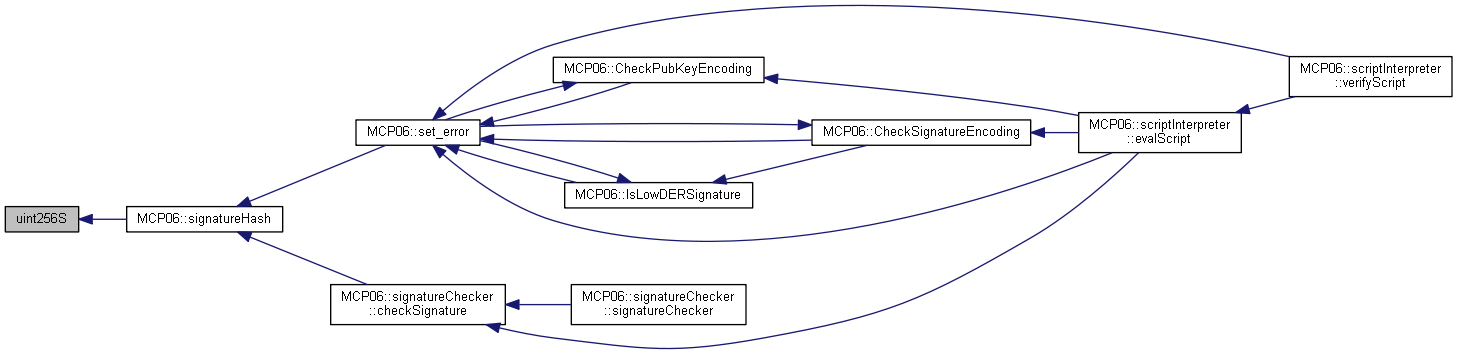 uint256S
MCP06::signatureHash
MCP06::set_error
MCP06::CheckPubKeyEncoding
MCP06::CheckSignatureEncoding
MCP06::IsLowDERSignature
MCP06::signatureChecker
::checkSignature
MCP06::signatureChecker
::signatureChecker
MCP06::scriptInterpreter
::evalScript
MCP06::scriptInterpreter
::verifyScript